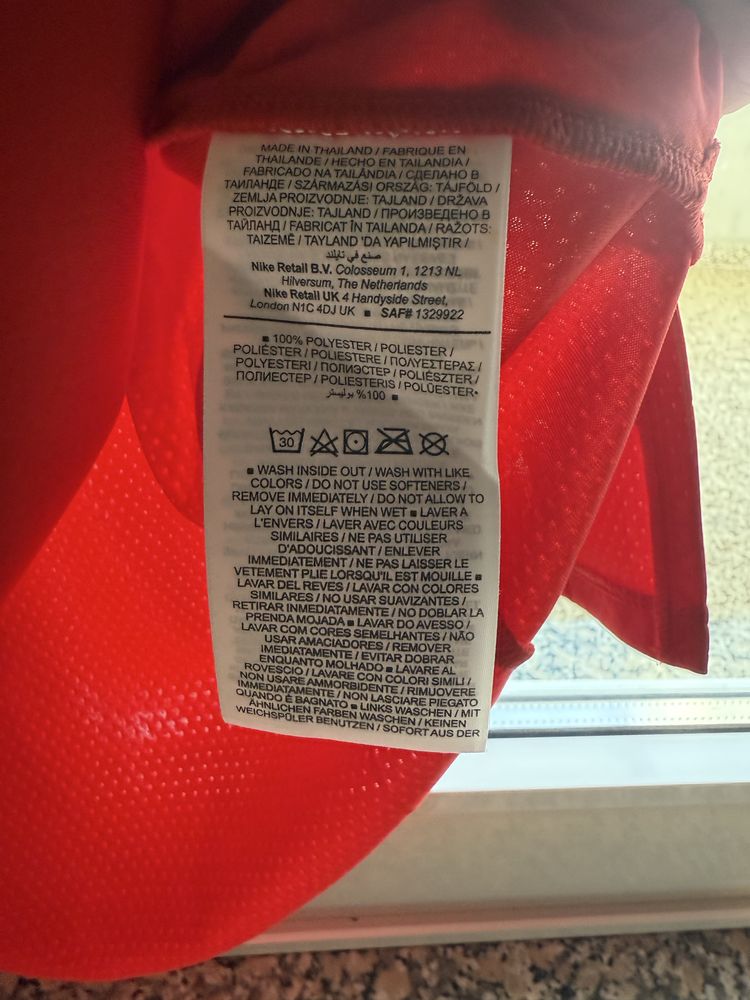 MADE IN THAILAND / FABRIQUE EN
THAILANDE / HECHO EN TAILANDIA /
FABRICADO NA TAILÂNDIA / СДЕЛАНО В
ТАИЛАНДЕ / SZÁRMAZÁSI ORSZÁG: TÁJFÖLD /
ZEMLJA PROIZVODNJE: TAJLAND / DRŽAVA
PROIZVODNJE: TAJLAND / ПРОИЗВЕДЕНО В
ТАЙЛАНД / FABRICAT ÎN TAILANDA / RAŽOTS:
TAIZEMĒ / TAYLAND 'DA YAPILMIŞTIR /
صنع في تايلند
Nike Retail B.V. Colosseum 1, 1213 NL
Hilversum, The Netherlands
Nike Retail UK 4 Handyside Street,
London N1C 4DJ UK ■ SAF# 1329922
■ 100% POLYESTER / POLIESTER /
POLIÉSTER / POLIESTERE / ΠΟΛΥΕΣΤΕΡΑΣ /
POLYESTERI / ПОЛИЭСТЕР / POLIÉSZTER /
ПОЛИЕСТЕР / POLIESTERIS / POLÜESTER▪
100% بوليستر ■
30
■ WASH INSIDE OUT / WASH WITH LIKE
COLORS / DO NOT USE SOFTENERS /
REMOVE IMMEDIATELY / DO NOT ALLOW TO
LAY ON ITSELF WHEN WET ■ LAVER A
L'ENVERS / LAVER AVEC COULEURS
SIMILAIRES / NE PAS UTILISER
D'ADOUCISSANT / ENLEVER
IMMEDIATEMENT / NE PAS LAISSER LE
VETEMENT PLIE LORSQU'IL EST MOUILLE ■
LAVAR DEL REVES / LAVAR CON COLORES
SIMILARES / NO USAR SUAVIZANTES /
RETIRAR INMEDIATAMENTE / NO DOBLAR LA
PRENDA MOJADA ■ LAVAR DO AVESSO /
LAVAR COM CORES SEMELHANTES / NÃO
USAR AMACIADORES / REMOVER
IMEDIATAMENTE / EVITAR DOBRAR
ENQUANTO MOLHADO ■ LAVARE AL
ROVESCIO / LAVARE CON COLORI SIMILI /
NON USARE AMMORBIDENTE / RIMUOVERE
IMMEDIATAMENTE / NON LASCIARE PIEGATO
QUANDO È BAGNATO ■ LINKS WASCHEN / MIT
ÄHNLICHEN FARBEN WASCHEN / KEINEN
WEICHSPÜLER BENUTZEN / SOFORT AUS DER